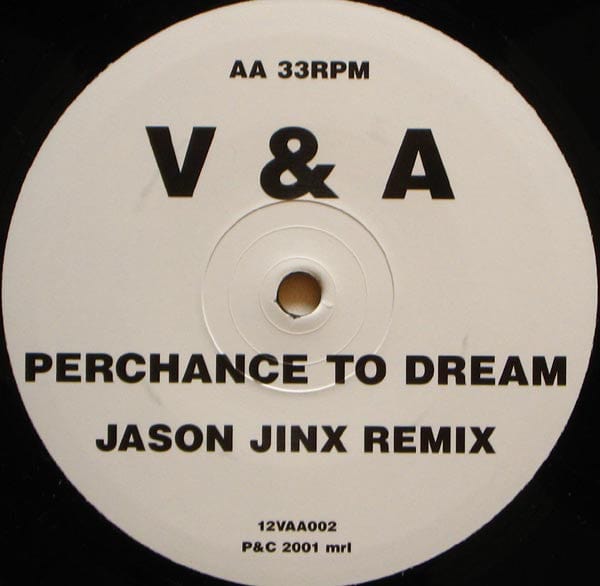 AA 33RPM
V & A
PERCHANCE TO DREAM
JASON JINX REMIX
12VAA002
P&C 2001 mrl